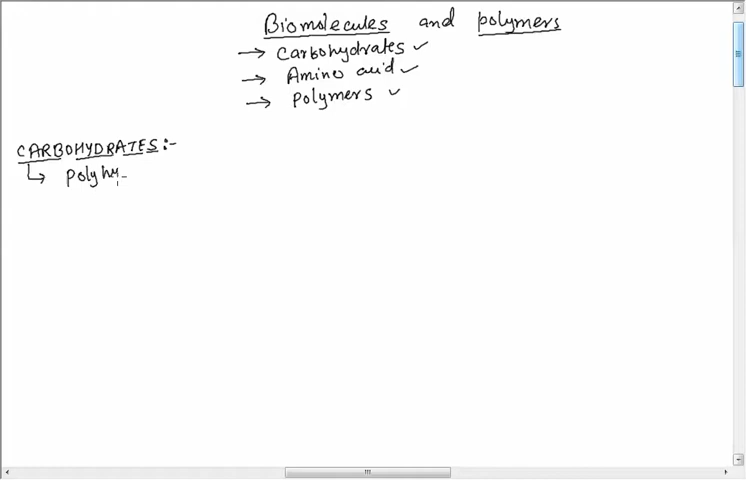 Biomolecules and polymers
→ Carbohydrates ✓
→ Amino acid ✓
→ Polymers ✓
CARBOHYDRATES :-
↳ Polyhy